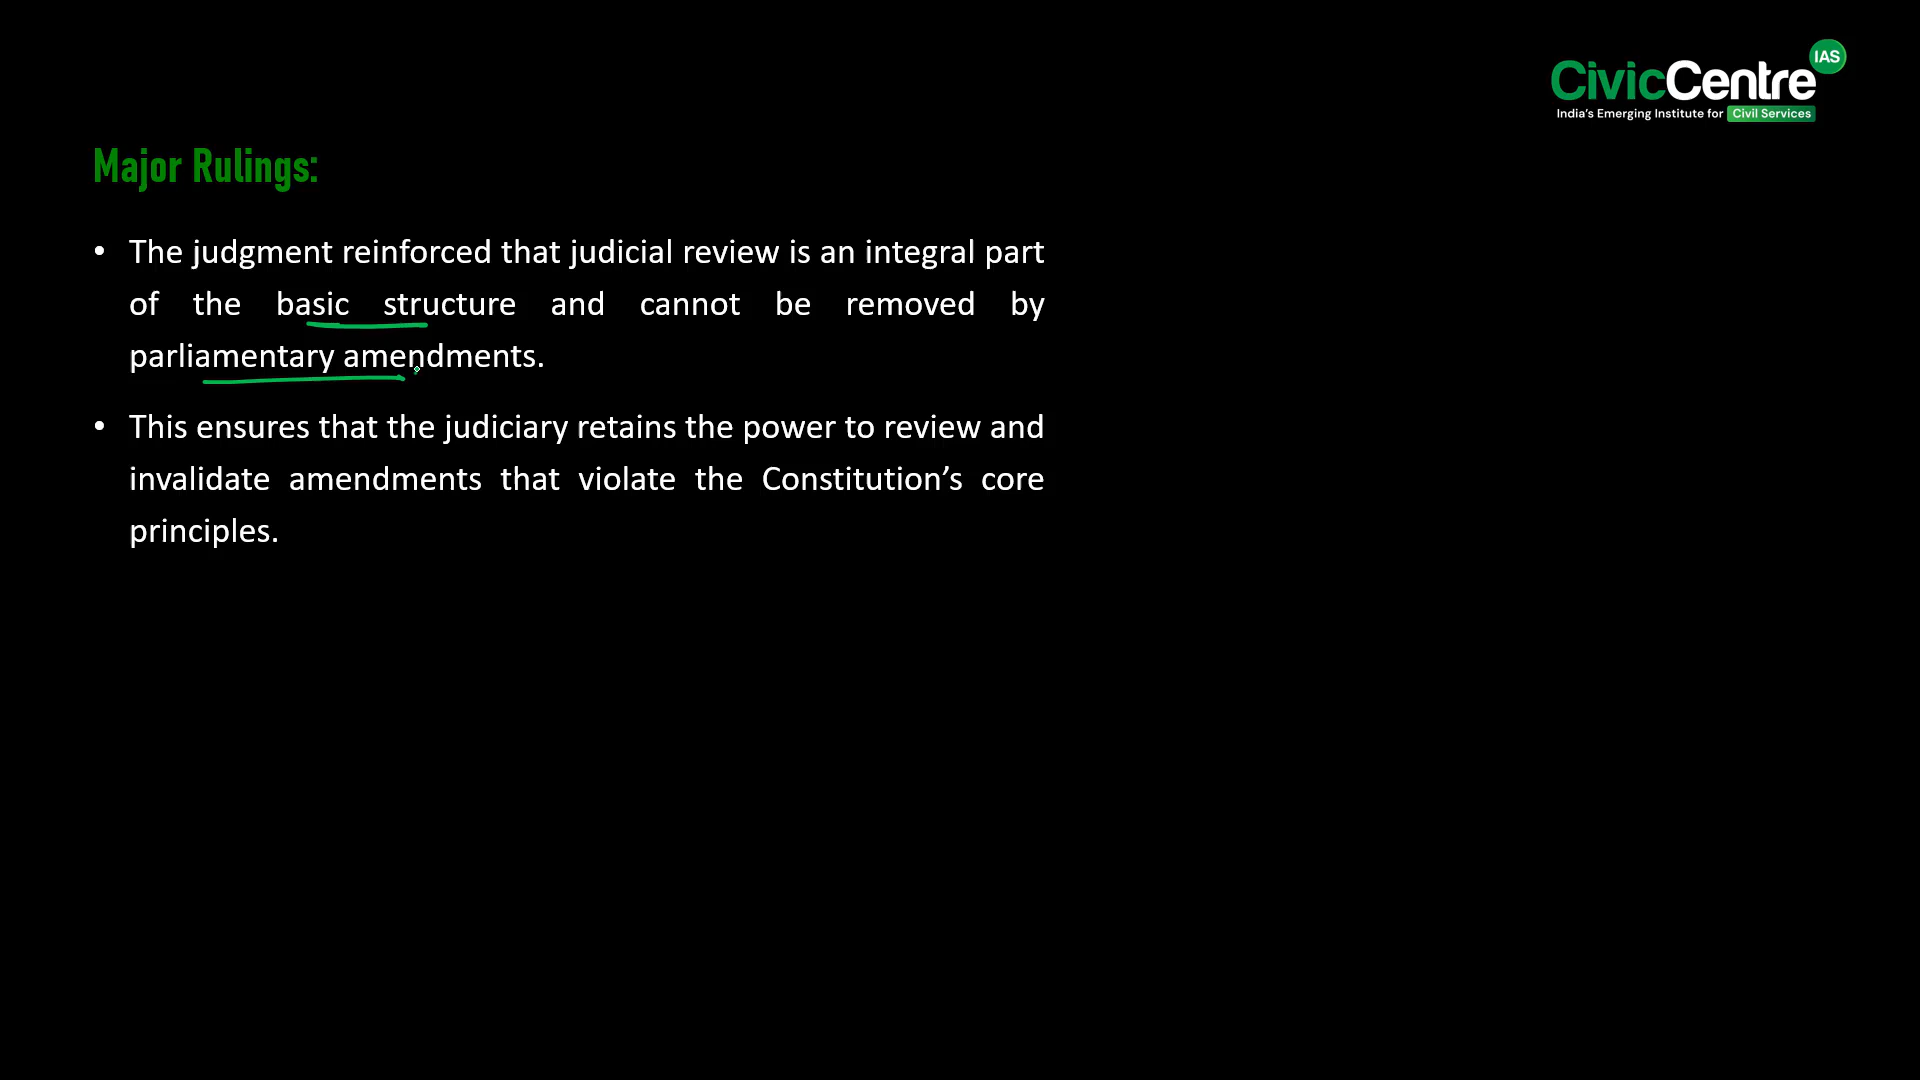 IAS
CivicCentre
India's Emerging Institute for Civil Services
Major Rulings:
• The judgment reinforced that judicial review is an integral part
of the basic structure and cannot be removed by
parliamentary amendments.
• This ensures that the judiciary retains the power to review and
invalidate amendments that violate the Constitution’s core
principles.